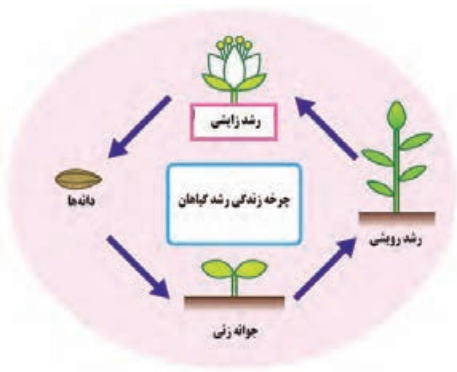 رشد زایشی
چرخه زندگی رشد گیاهان
دانه‌ها
رشد رویشی
جوانه زنی